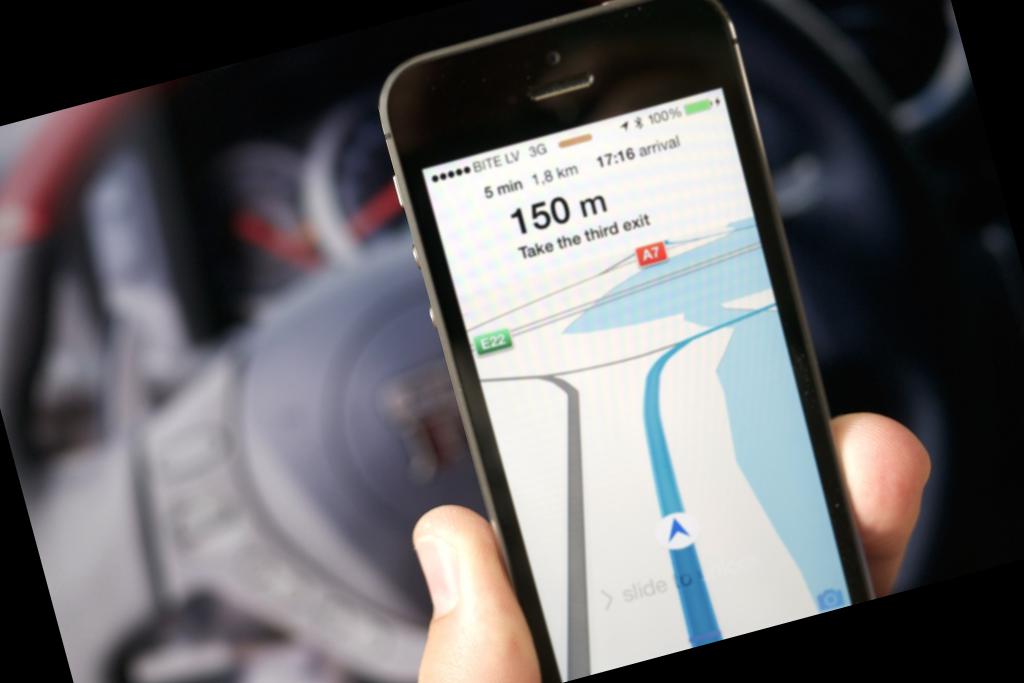 BITE LV 3G 100%
5 min 1,8 km 17:16 arrival
150 m
Take the third exit
A7
E22
slide to